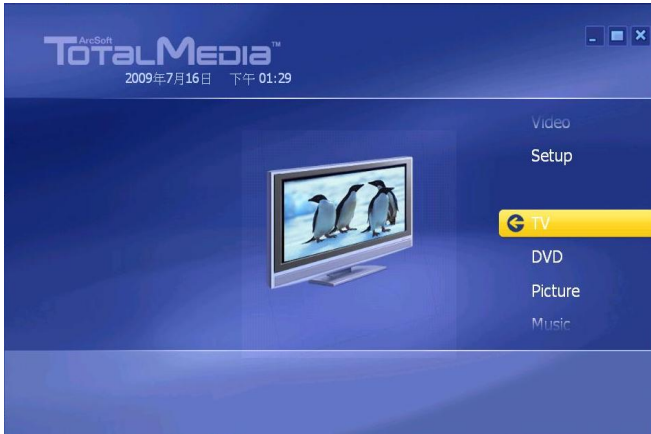 ArcSoft
TOTALMEDIA™
2009年7月16日 下午 01:29
Video
Setup
TV
DVD
Picture
Music